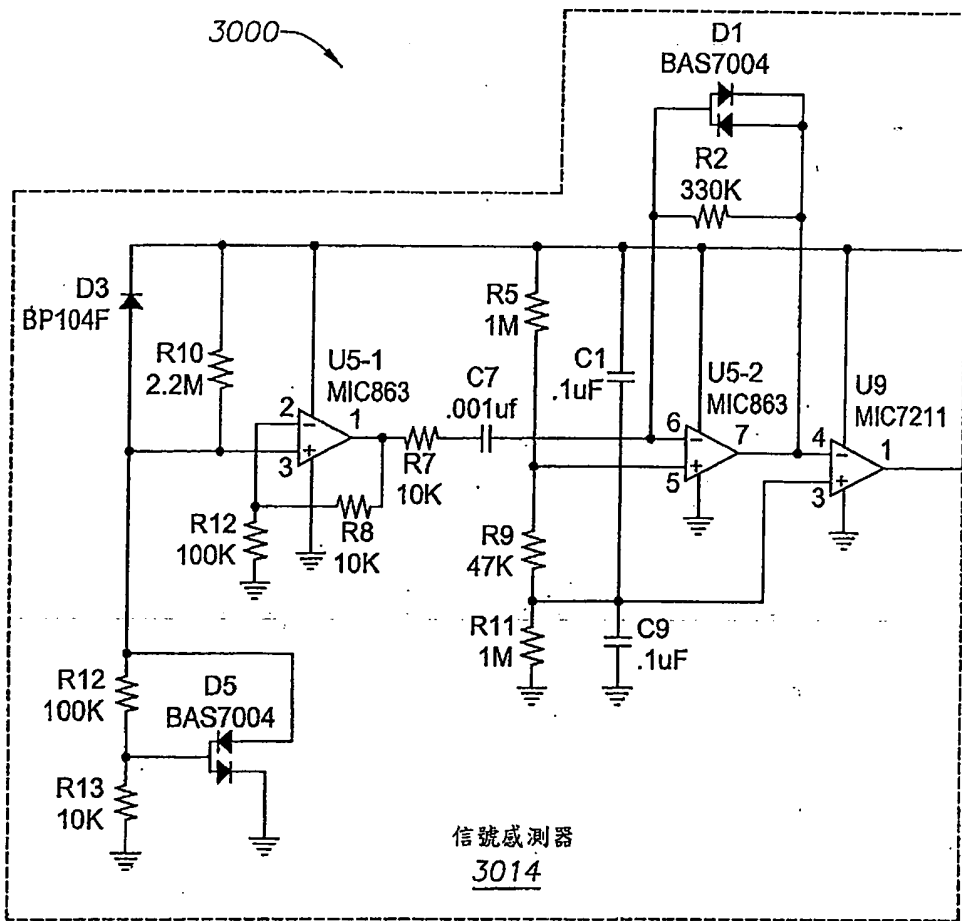 3000
D1
BAS7004
R2
330K
D3
BP104F
R10
2.2M
U5-1
MIC863
2
3
1
R7
10K
C7
.001uf
R5
1M
C1
.1uF
U5-2
MIC863
6
5
7
U9
MIC7211
4
3
1
R12
100K
R8
10K
R9
47K
R11
1M
C9
.1uF
R12
100K
D5
BAS7004
R13
10K
信號感測器
3014